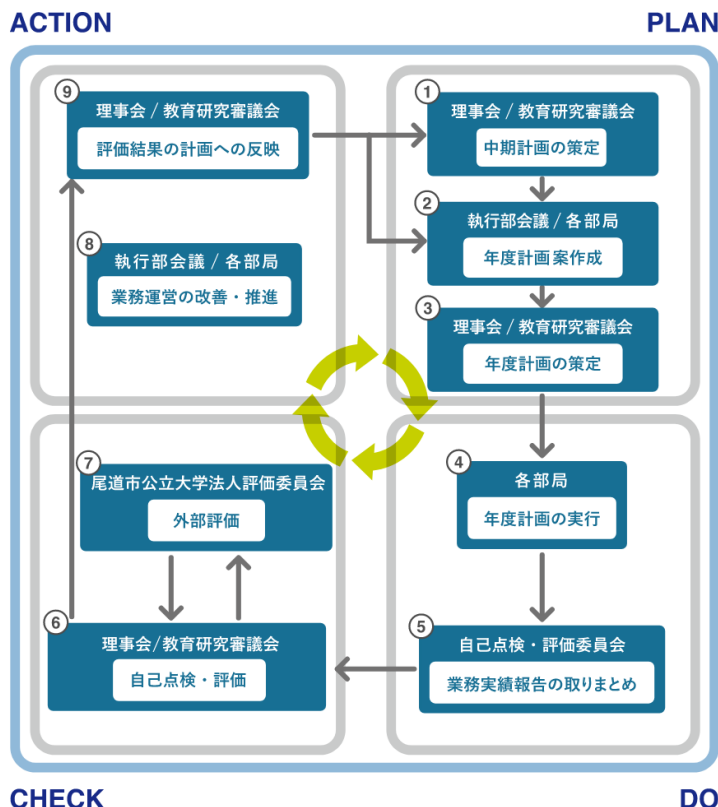 ACTION
PLAN
⑨
理事会 / 教育研究審議会
評価結果の計画への反映
①
理事会 / 教育研究審議会
中期計画の策定
②
執行部会議 / 各部局
年度計画案作成
⑧
執行部会議 / 各部局
業務運営の改善・推進
③
理事会 / 教育研究審議会
年度計画の策定
⑦
尾道市公立大学法人評価委員会
外部評価
④
各部局
年度計画の実行
⑥
理事会/教育研究審議会
自己点検・評価
⑤
自己点検・評価委員会
業務実績報告の取りまとめ
CHECK
DO